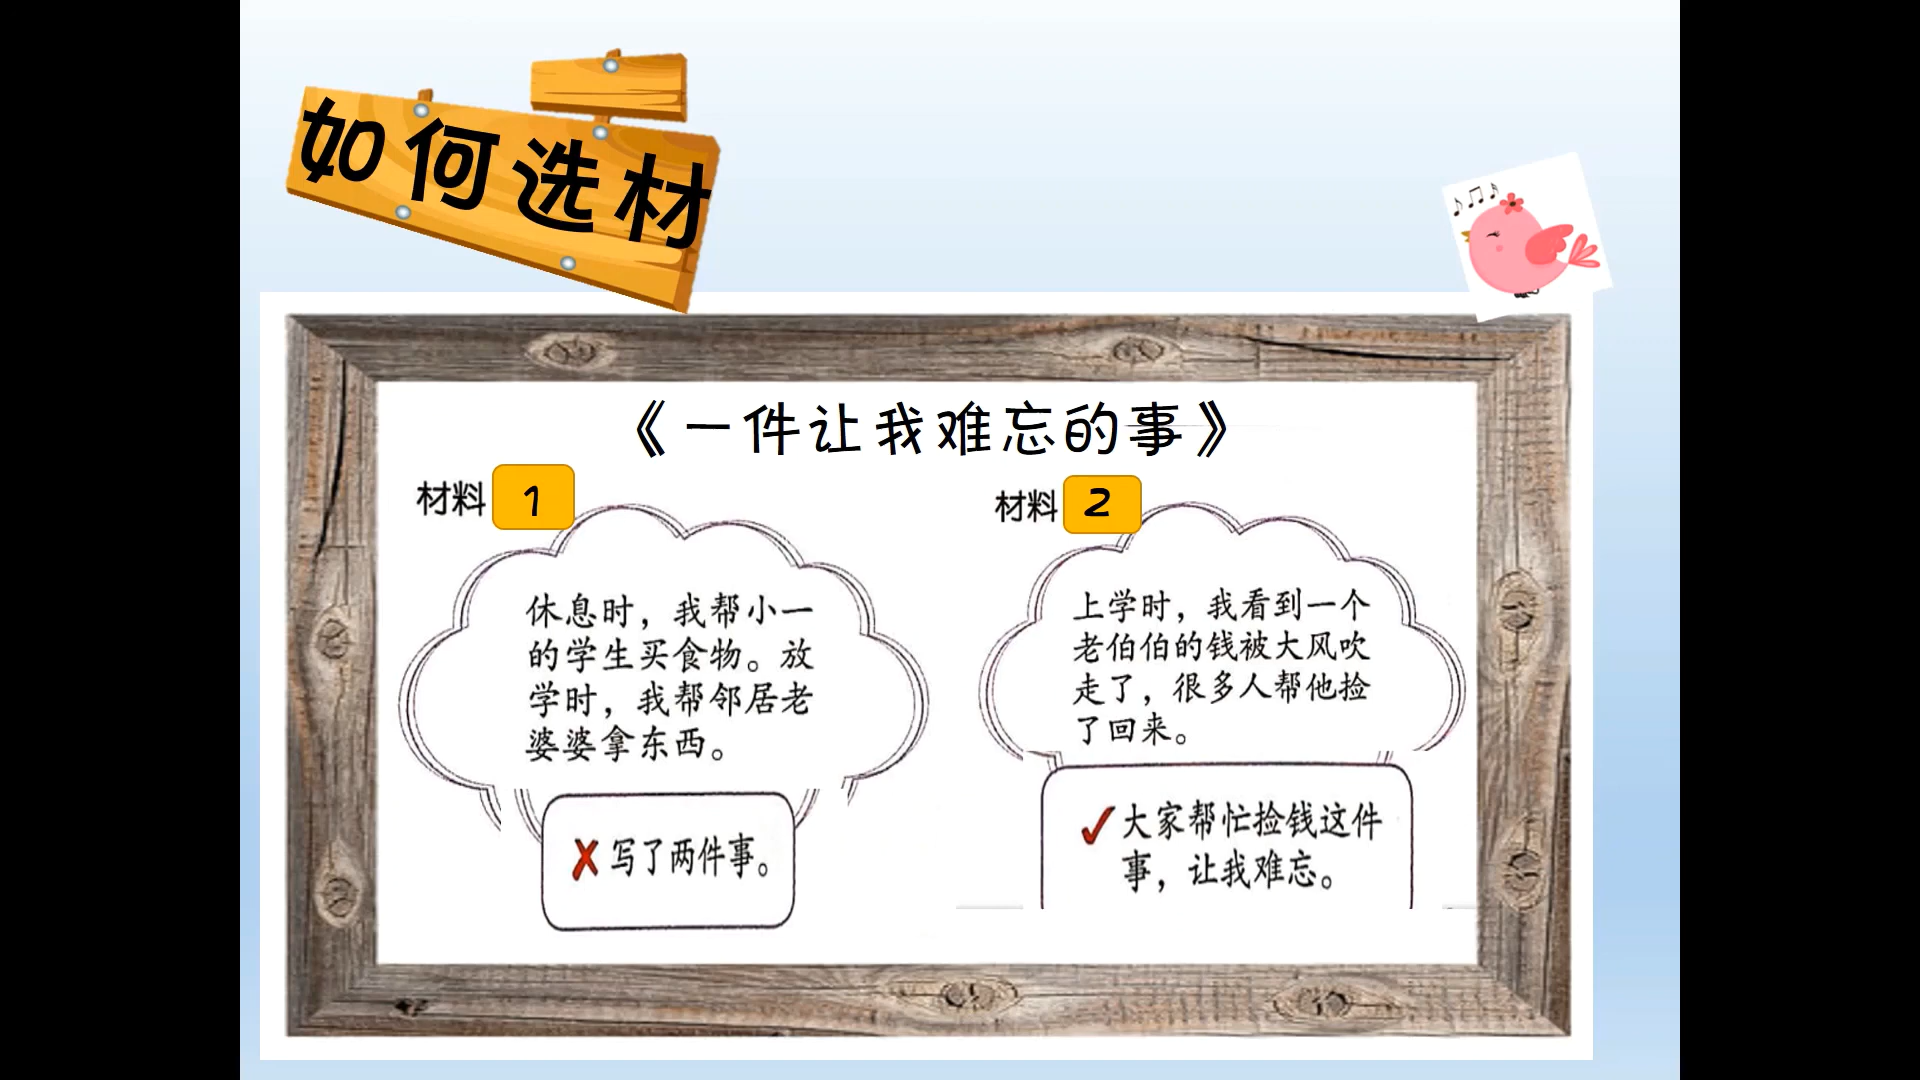 如何选材
《一件让我难忘的事》
材料 1
休息时，我帮小一
的学生买食物。放
学时，我帮邻居老
婆婆拿东西。
✗写了两件事。
材料 2
上学时，我看到一个
老伯伯的钱被大风吹
走了，很多人帮他捡
了回来。
✓大家帮忙捡钱这件
事，让我难忘。